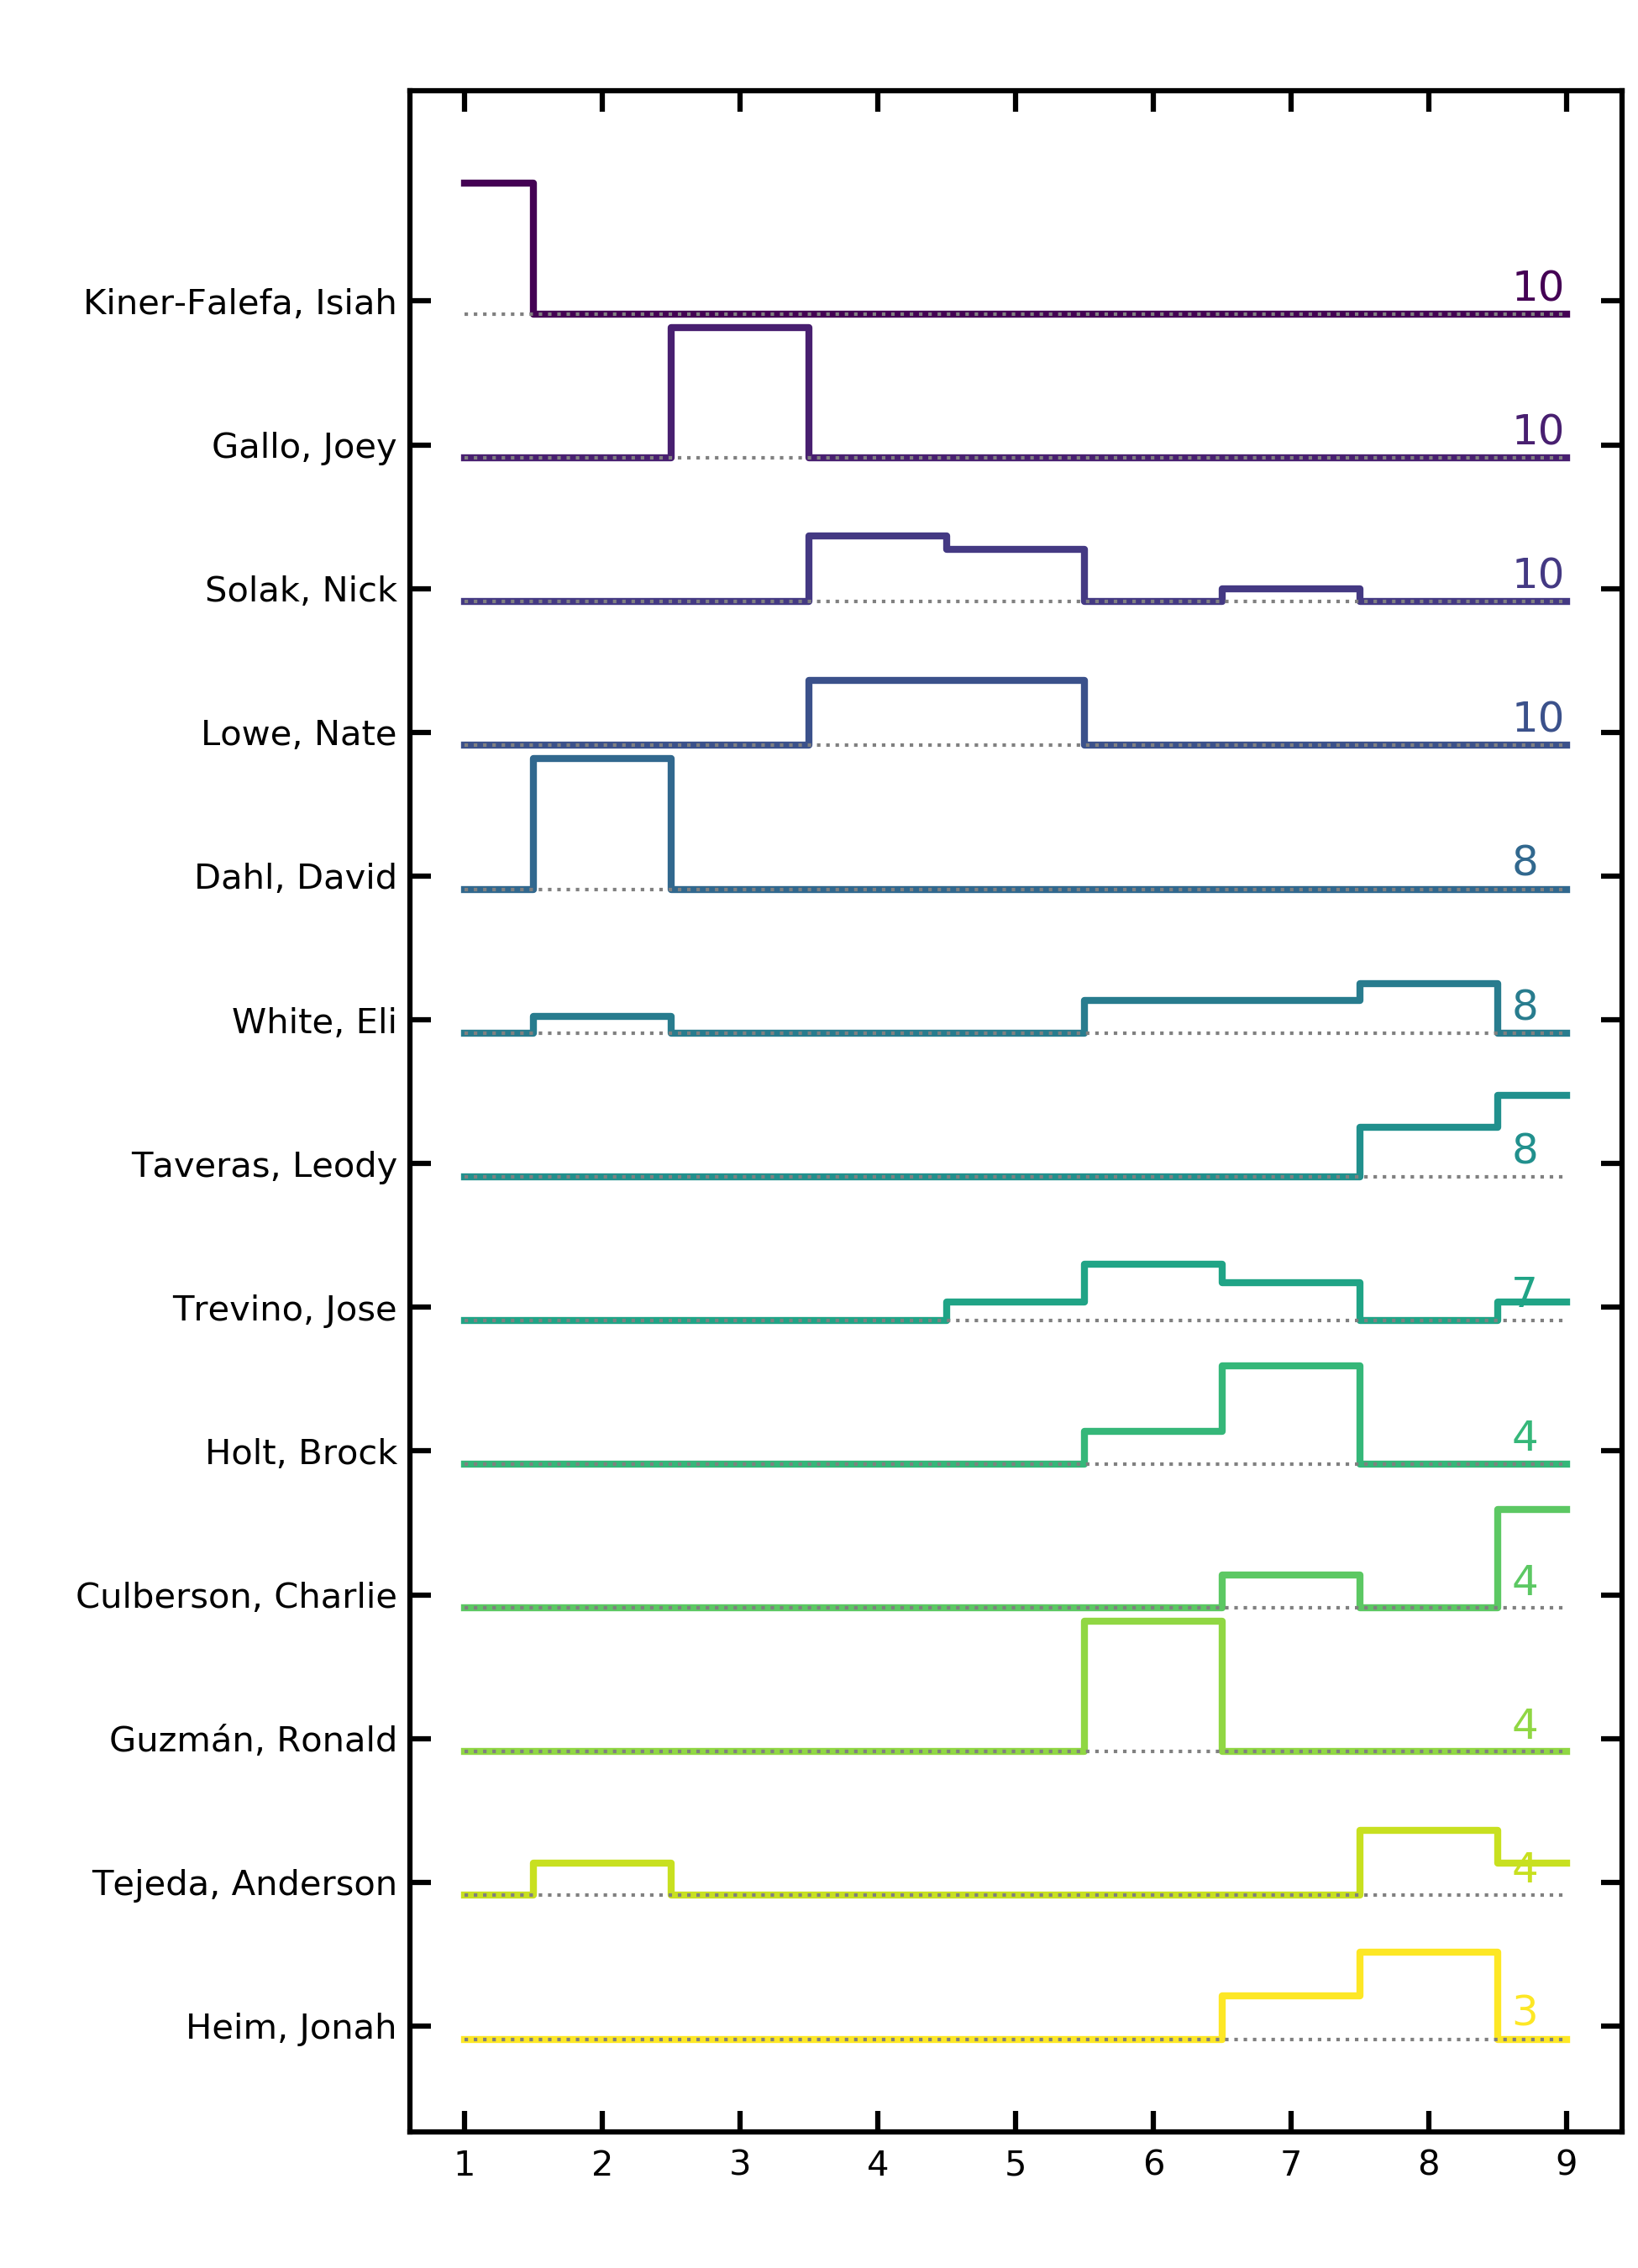 Kiner-Falefa, Isiah 10
Gallo, Joey 10
Solak, Nick 10
Lowe, Nate 10
Dahl, David 8
White, Eli 8
Taveras, Leody 8
Trevino, Jose 7
Holt, Brock 4
Culberson, Charlie 4
Guzmán, Ronald 4
Tejeda, Anderson 4
Heim, Jonah 3
1 2 3 4 5 6 7 8 9